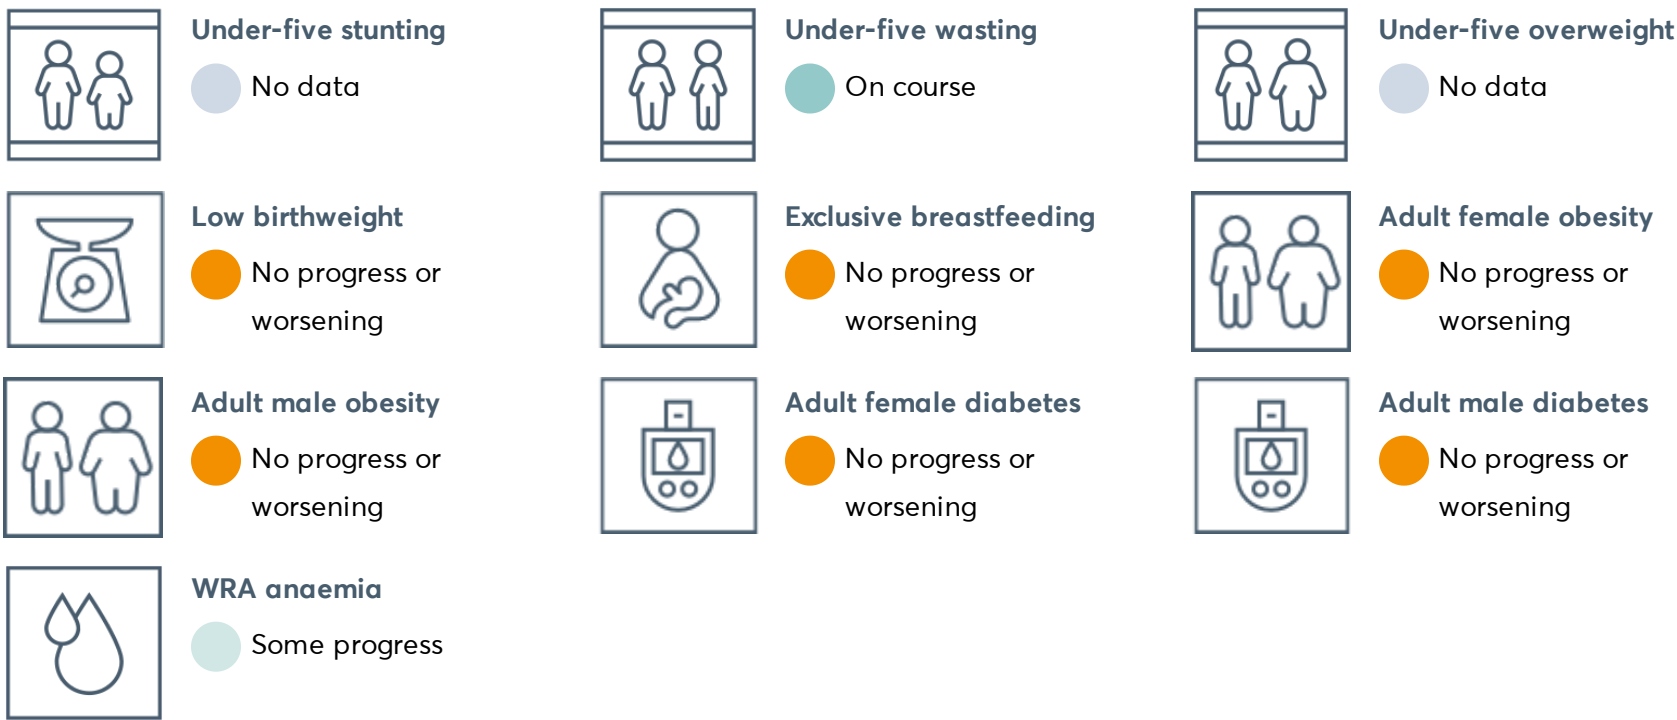 Under-five stunting
No data
Under-five wasting
On course
Under-five overweight
No data
Low birthweight
No progress or
worsening
Exclusive breastfeeding
No progress or
worsening
Adult female obesity
No progress or
worsening
Adult male obesity
No progress or
worsening
Adult female diabetes
No progress or
worsening
Adult male diabetes
No progress or
worsening
WRA anaemia
Some progress